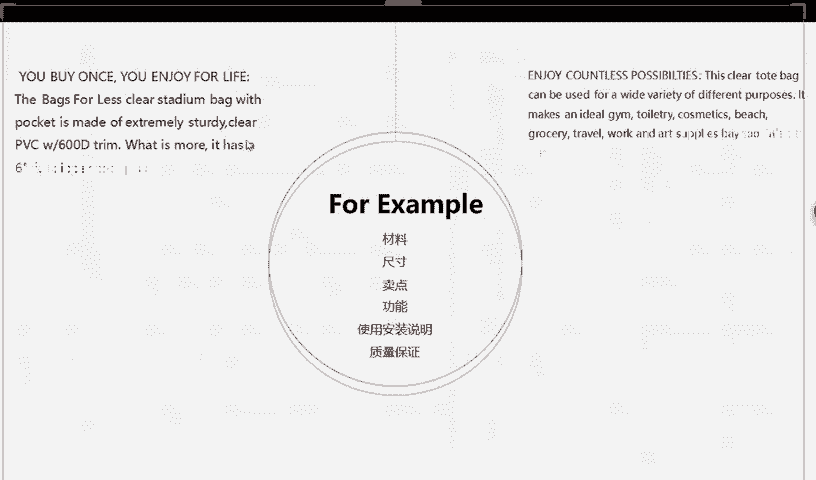 YOU BUY ONCE, YOU ENJOY FOR LIFE:
The Bags For Less clear stadium bag with
pocket is made of extremely sturdy,clear
PVC w/600D trim. What is more, it has
ENJOY COUNTLESS POSSIBILTIES: This clear tote bag
can be used for a wide variety of different purposes. It
makes an ideal gym, toiletry, cosmetics, beach,
grocery, travel, work and art supplies bay
For Example
材料
尺寸
卖点
功能
使用安装说明
质量保证